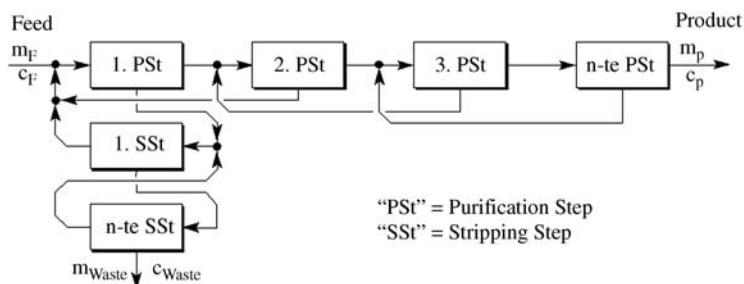 Feed
Product
m_F
c_F
1. PSt
2. PSt
3. PSt
n-te PSt
m_p
c_p
1. SSt
n-te SSt
"PSt" = Purification Step
"SSt" = Stripping Step
m_Waste c_Waste